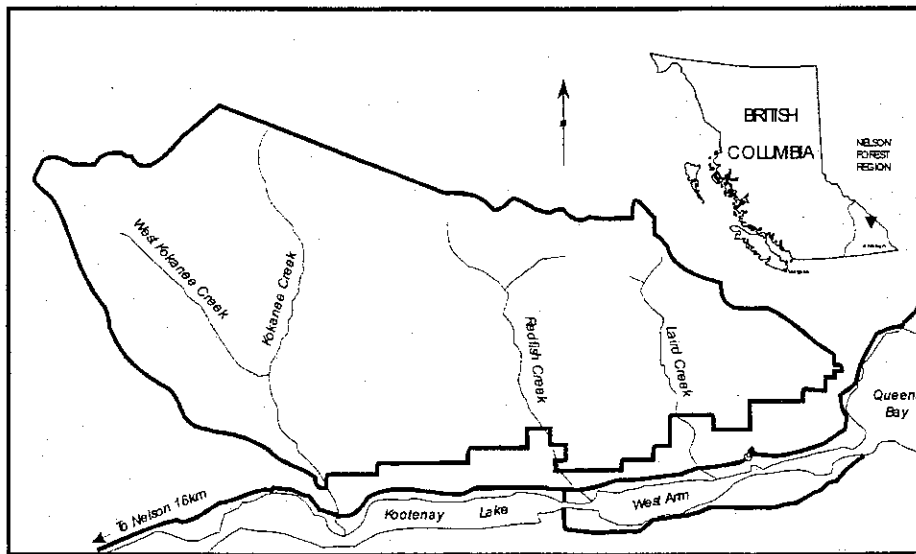 BRITISH
COLUMBIA
NELSON
FOREST
REGION
West Kokanee Creek
Kokanee Creek
Redfish Creek
Laird Creek
Queens
Bay
West Arm
Kootenay Lake
To Nelson 16km